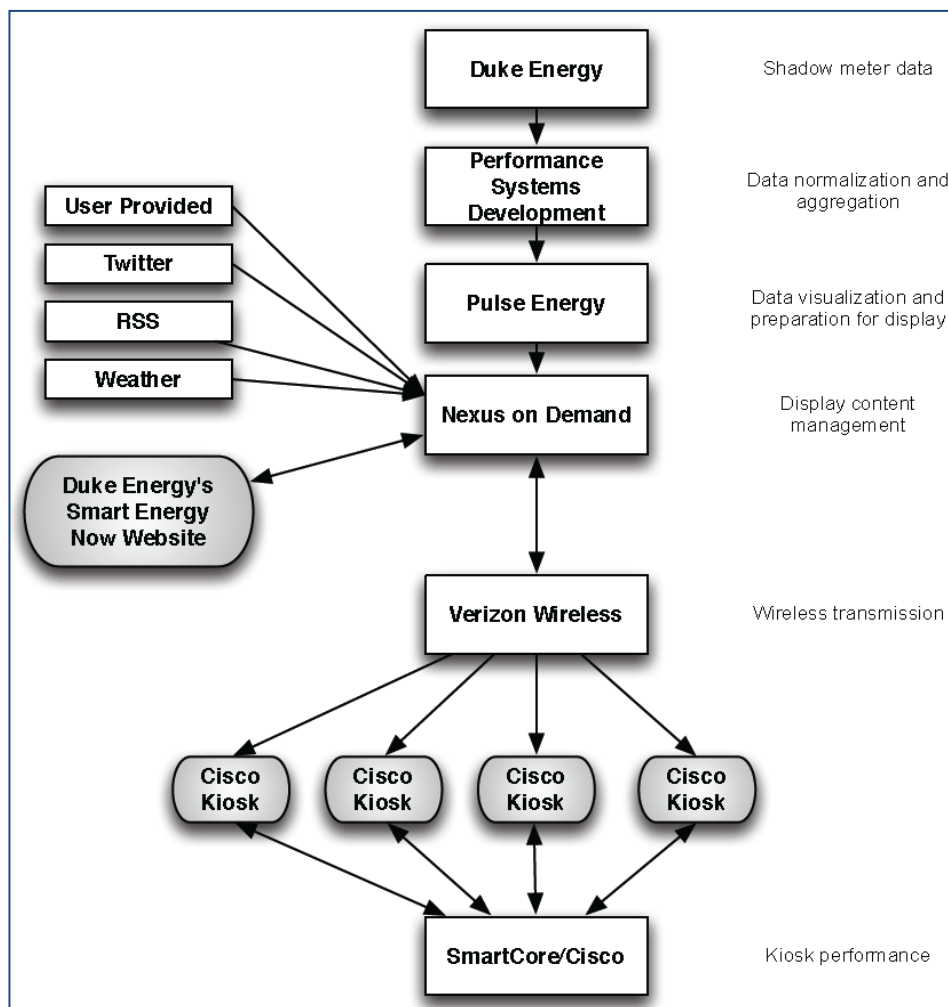 Duke Energy
Shadow meter data
Performance
Systems
Development
Data normalization and
aggregation
User Provided
Twitter
RSS
Weather
Pulse Energy
Data visualization and
preparation for display
Nexus on Demand
Display content
management
Duke Energy's
Smart Energy
Now Website
Verizon Wireless
Wireless transmission
Cisco
Kiosk
Cisco
Kiosk
Cisco
Kiosk
Cisco
Kiosk
SmartCore/Cisco
Kiosk performance